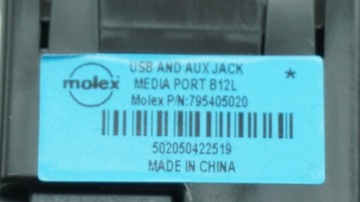 USB AND AUX JACK
molex
MEDIA PORT B12L
*
Molex P/N:795405020
502050422519
MADE IN CHINA